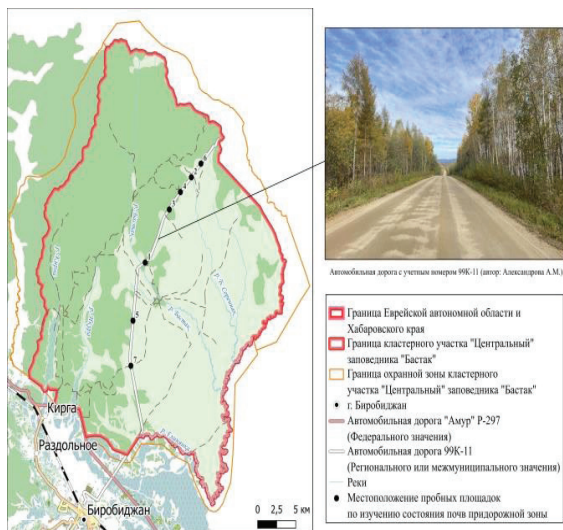 Кирга
Раздольное
Биробиджан
0 2,5 5 км
Автомобильная дорога с учетным номером 99К-11 (автор: Александрова А.М.)
Граница Еврейской автономной области и
Хабаровского края
Граница кластерного участка "Центральный"
заповедника "Бастак"
Граница охранной зоны кластерного
участка "Центральный" заповедника "Бастак"
г. Биробиджан
Автомобильная дорога "Амур" Р-297
(Федерального значения)
Автомобильная дорога 99К-11
(Регионального или межмуниципального значения)
Реки
Местоположение пробных площадок
по изучению состояния почв придорожной зоны